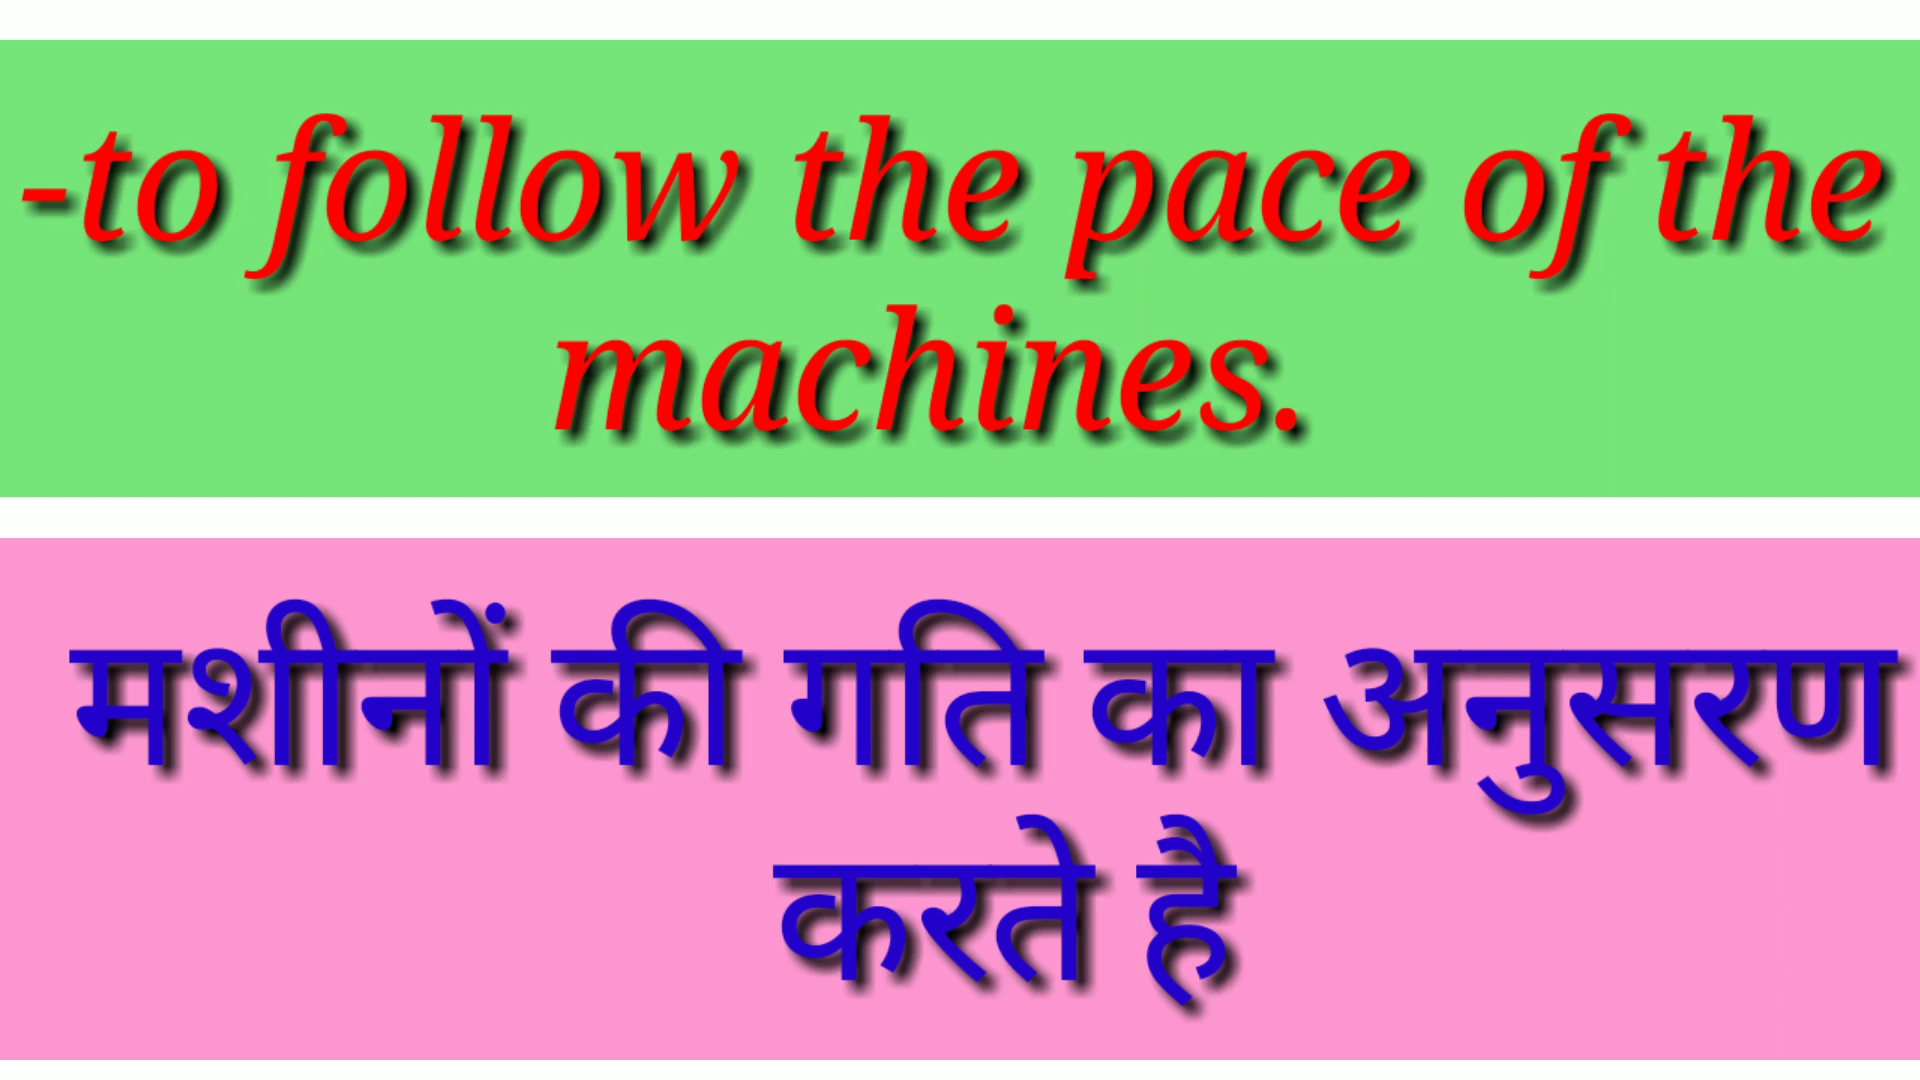 -to follow the pace of the
machines.
मशीनों की गति का अनुसरण
करते है